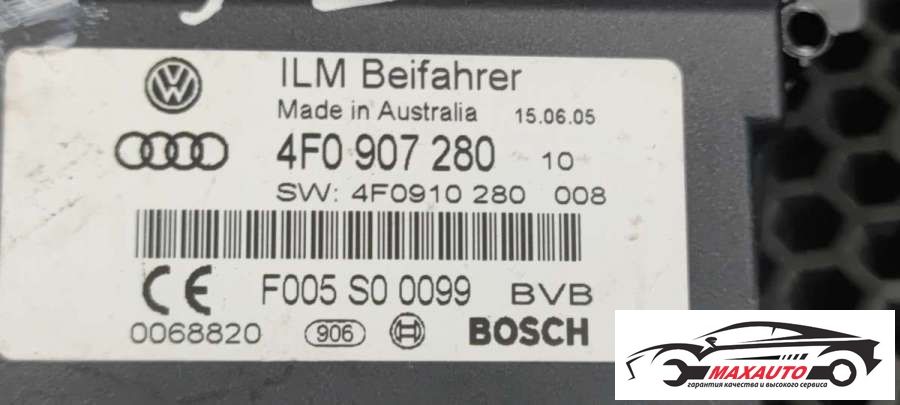 ILM Beifahrer
Made in Australia 15.06.05
4F0 907 280 10
SW: 4F0910 280 008
CE F005 S0 0099 BVB
0068820 906 BOSCH
MAXAUTO
гарантия качества и высокого сервиса